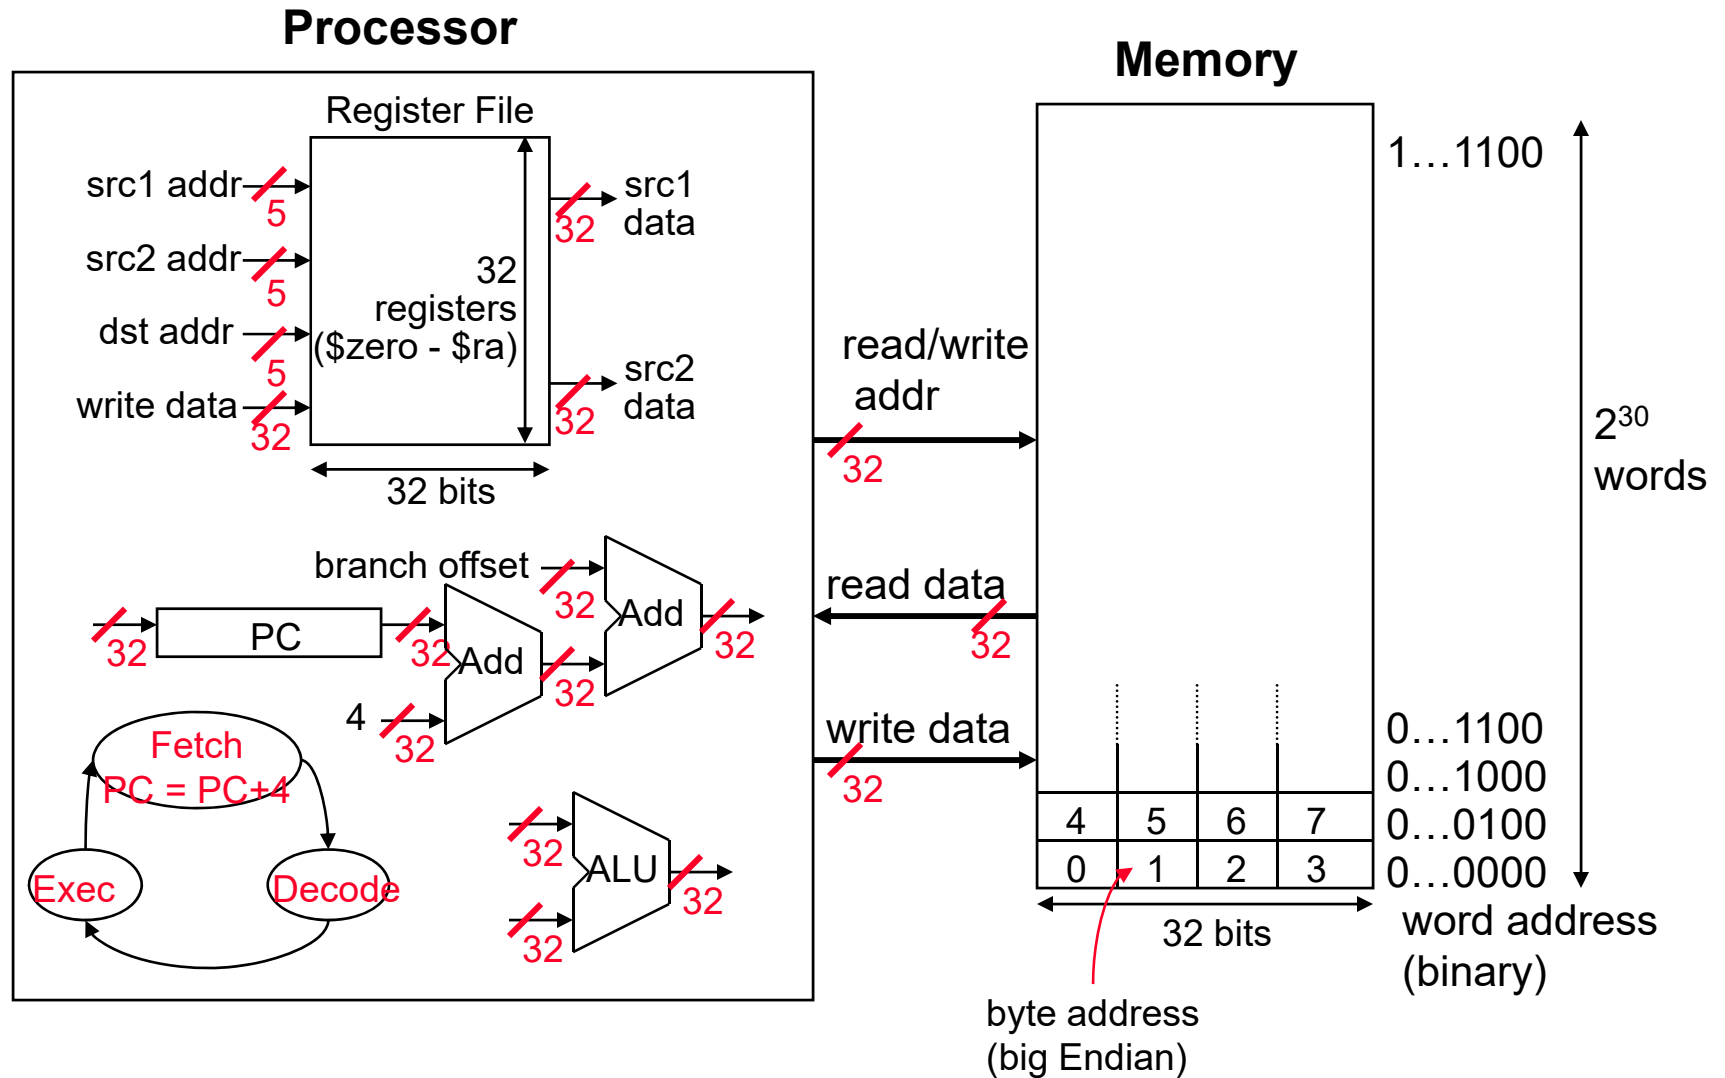 Processor
Memory
Register File
src1 addr
5
src2 addr
5
dst addr
5
write data
32
32
registers
($zero - $ra)
32 bits
src1
data
32
src2
data
32
branch offset
32
Add
32
32
PC
32
Add
32
4
32
Fetch
PC = PC+4
Exec
Decode
32
ALU
32
32
read/write
addr
32
read data
32
write data
32
1…1100
2³⁰
words
0…1100
0…1000
4 5 6 7 0…0100
0 1 2 3 0…0000
32 bits
word address
(binary)
byte address
(big Endian)